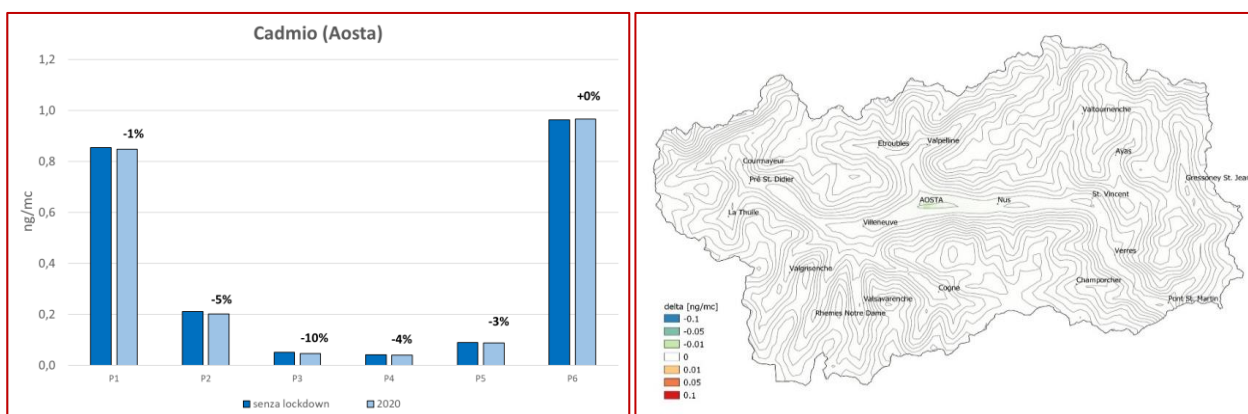 Cadmio (Aosta)
ng/mc
1,2
1,0
0,8
0,6
0,4
0,2
0,0
-1%
-5%
-10%
-4%
-3%
+0%
P1 P2 P3 P4 P5 P6
senza lockdown 2020
Valtournenche
Etroubles Valpelline
Ayas
Courmayeur
Prè St. Didier
Gressoney St. Jean
St. Vincent
AOSTA Nus
La Thuile
Villeneuve
Verres
Valgrisenche
Champorcher
Cogne
Valsavarenche
Pont St. Martin
Rhemes Notre Dame
delta [ng/mc]
-0.1
-0.05
-0.01
0
0.01
0.05
0.1